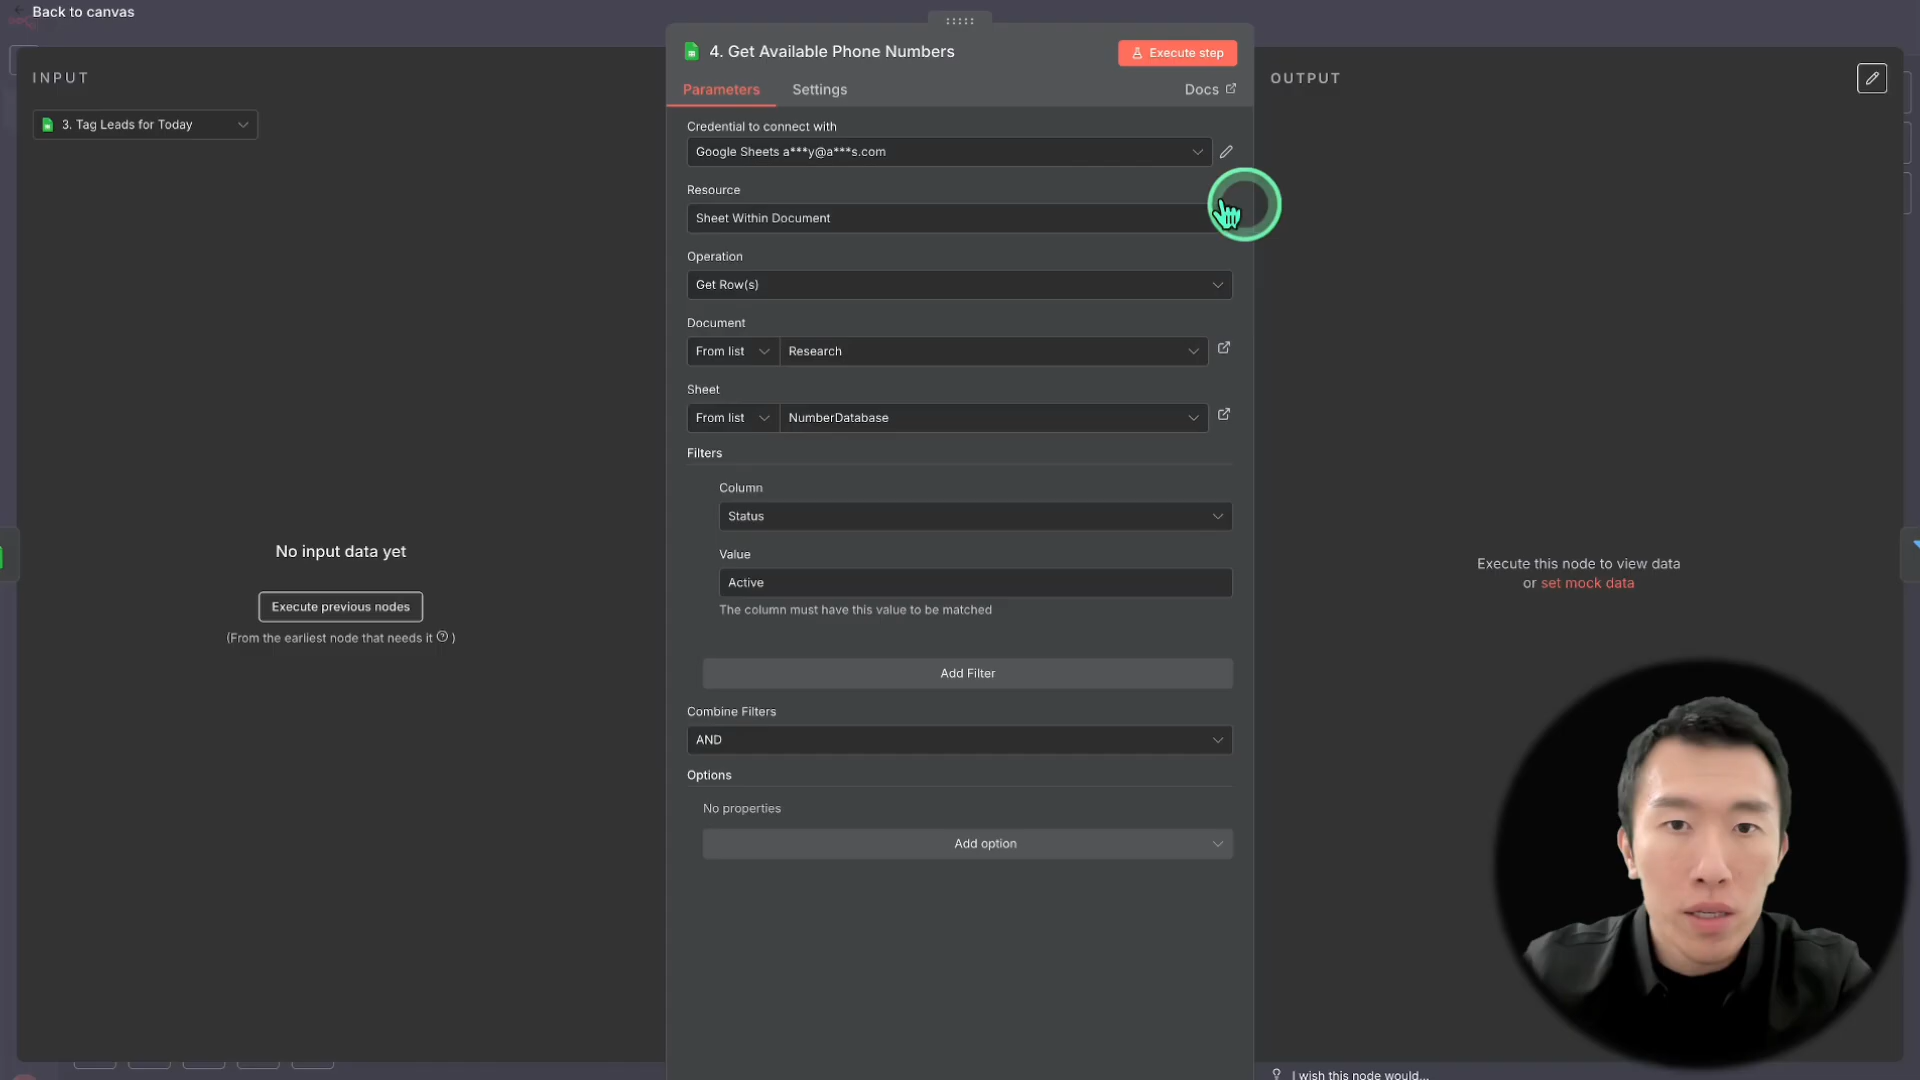 Back to canvas
INPUT
3. Tag Leads for Today
No input data yet
Execute previous nodes
(From the earliest node that needs it ? )
4. Get Available Phone Numbers
Execute step
Parameters
Settings
Docs
Credential to connect with
Google Sheets a***y@a***s.com
Resource
Sheet Within Document
Operation
Get Row(s)
Document
From list
Research
Sheet
From list
NumberDatabase
Filters
Column
Status
Value
Active
The column must have this value to be matched
Add Filter
Combine Filters
AND
Options
No properties
Add option
OUTPUT
Execute this node to view data
or set mock data
I wish this node would...